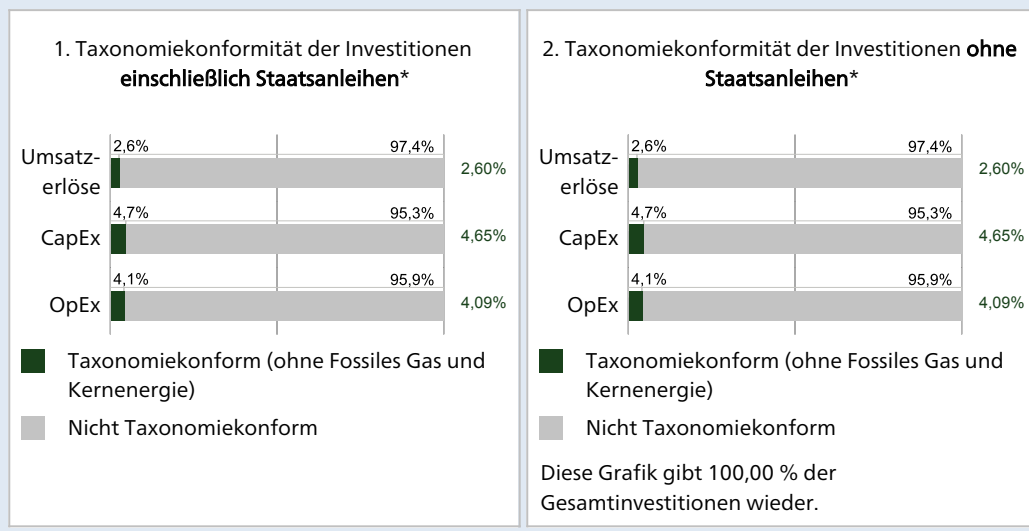 1. Taxonomiekonformität der Investitionen
einschließlich Staatsanleihen*
2,6% 97,4%
Umsatz-
erlöse
2,60%
4,7% 95,3%
CapEx 4,65%
4,1% 95,9%
OpEx 4,09%
Taxonomiekonform (ohne Fossiles Gas und
Kernenergie)
Nicht Taxonomiekonform
2. Taxonomiekonformität der Investitionen ohne
Staatsanleihen*
2,6% 97,4%
Umsatz-
erlöse
2,60%
4,7% 95,3%
CapEx 4,65%
4,1% 95,9%
OpEx 4,09%
Taxonomiekonform (ohne Fossiles Gas und
Kernenergie)
Nicht Taxonomiekonform
Diese Grafik gibt 100,00 % der
Gesamtinvestitionen wieder.